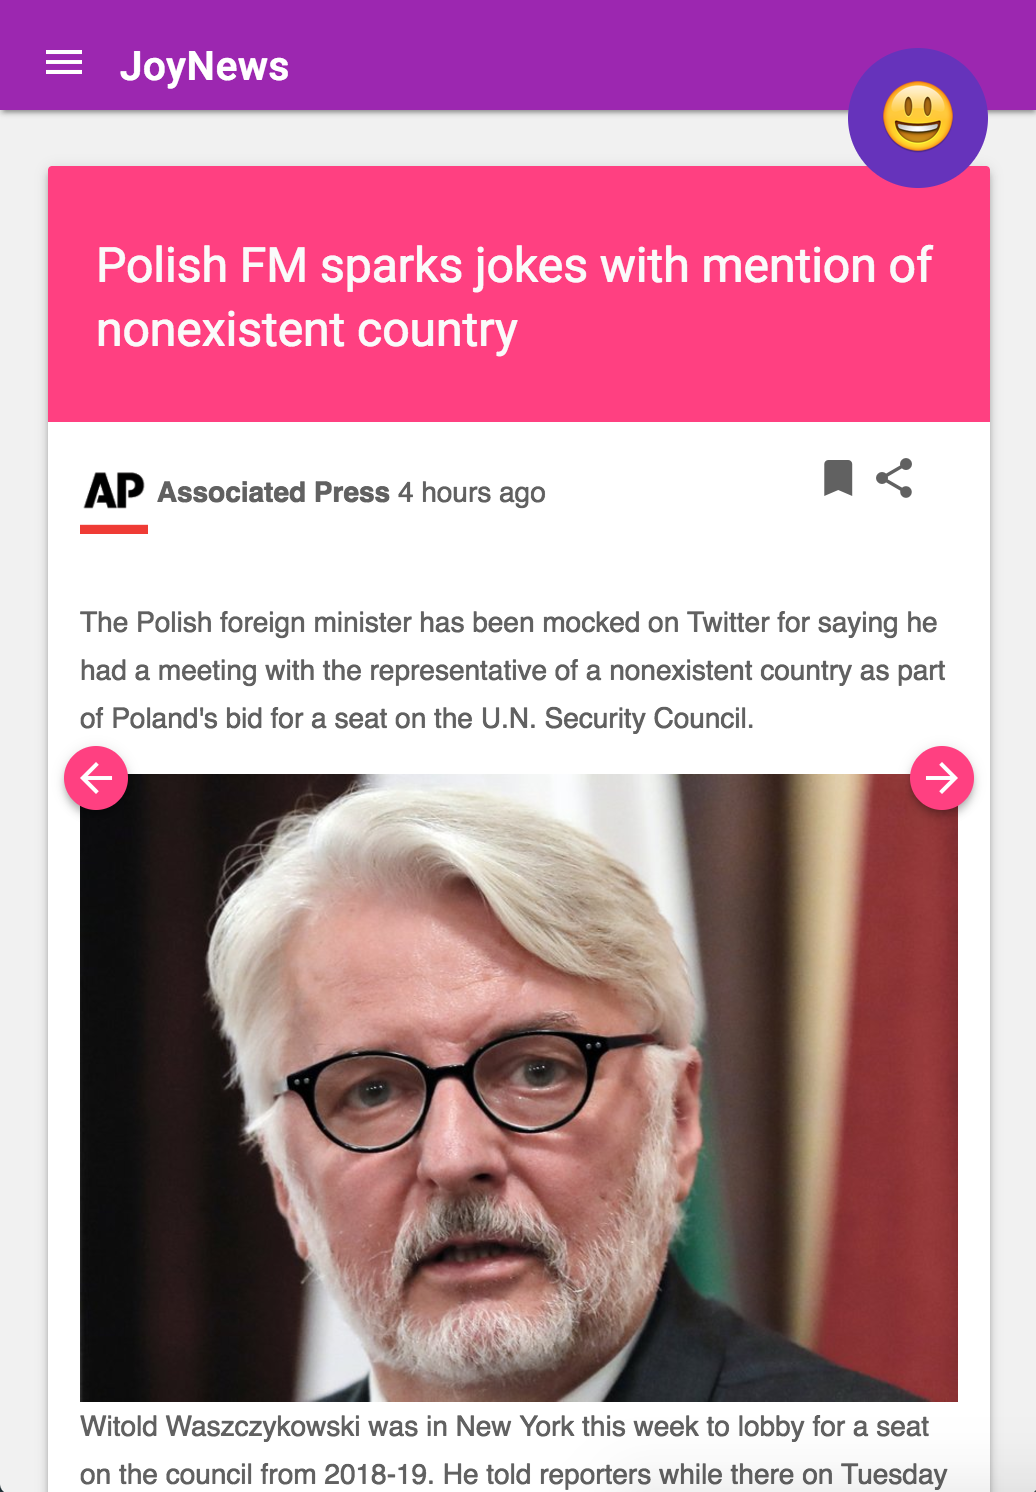 JoyNews
Polish FM sparks jokes with mention of
nonexistent country
AP Associated Press 4 hours ago
The Polish foreign minister has been mocked on Twitter for saying he
had a meeting with the representative of a nonexistent country as part
of Poland's bid for a seat on the U.N. Security Council.
Witold Waszczykowski was in New York this week to lobby for a seat
on the council from 2018-19. He told reporters while there on Tuesday